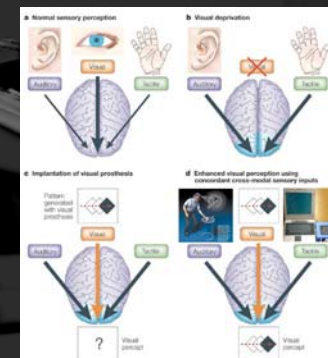 a Normal sensory perception
Visual
Auditory
Tactile
b Visual deprivation
Auditory
Tactile
c Implantation of visual prosthesis
Pattern
generated
with visual
prosthesis
Visual
Auditory
Tactile
?
Visual
percept
d Enhanced visual perception using
concordant cross-modal sensory inputs
Visual
Auditory
Tactile
Visual
percept